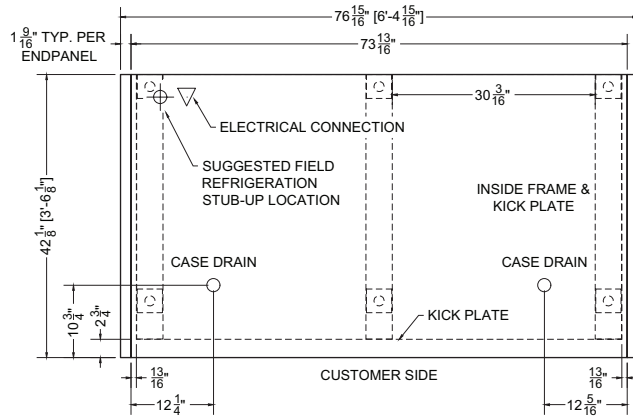 76 15/16" [6'-4 15/16"]
1 9/16" TYP. PER
ENDPANEL
73 13/16"
30 3/16"
ELECTRICAL CONNECTION
SUGGESTED FIELD
REFRIGERATION
STUB-UP LOCATION
INSIDE FRAME &
KICK PLATE
42 1/8" [3'-6 1/8"]
CASE DRAIN
CASE DRAIN
10 3/4"
2 3/4"
KICK PLATE
13/16"
CUSTOMER SIDE
13/16"
12 1/4"
12 5/16"